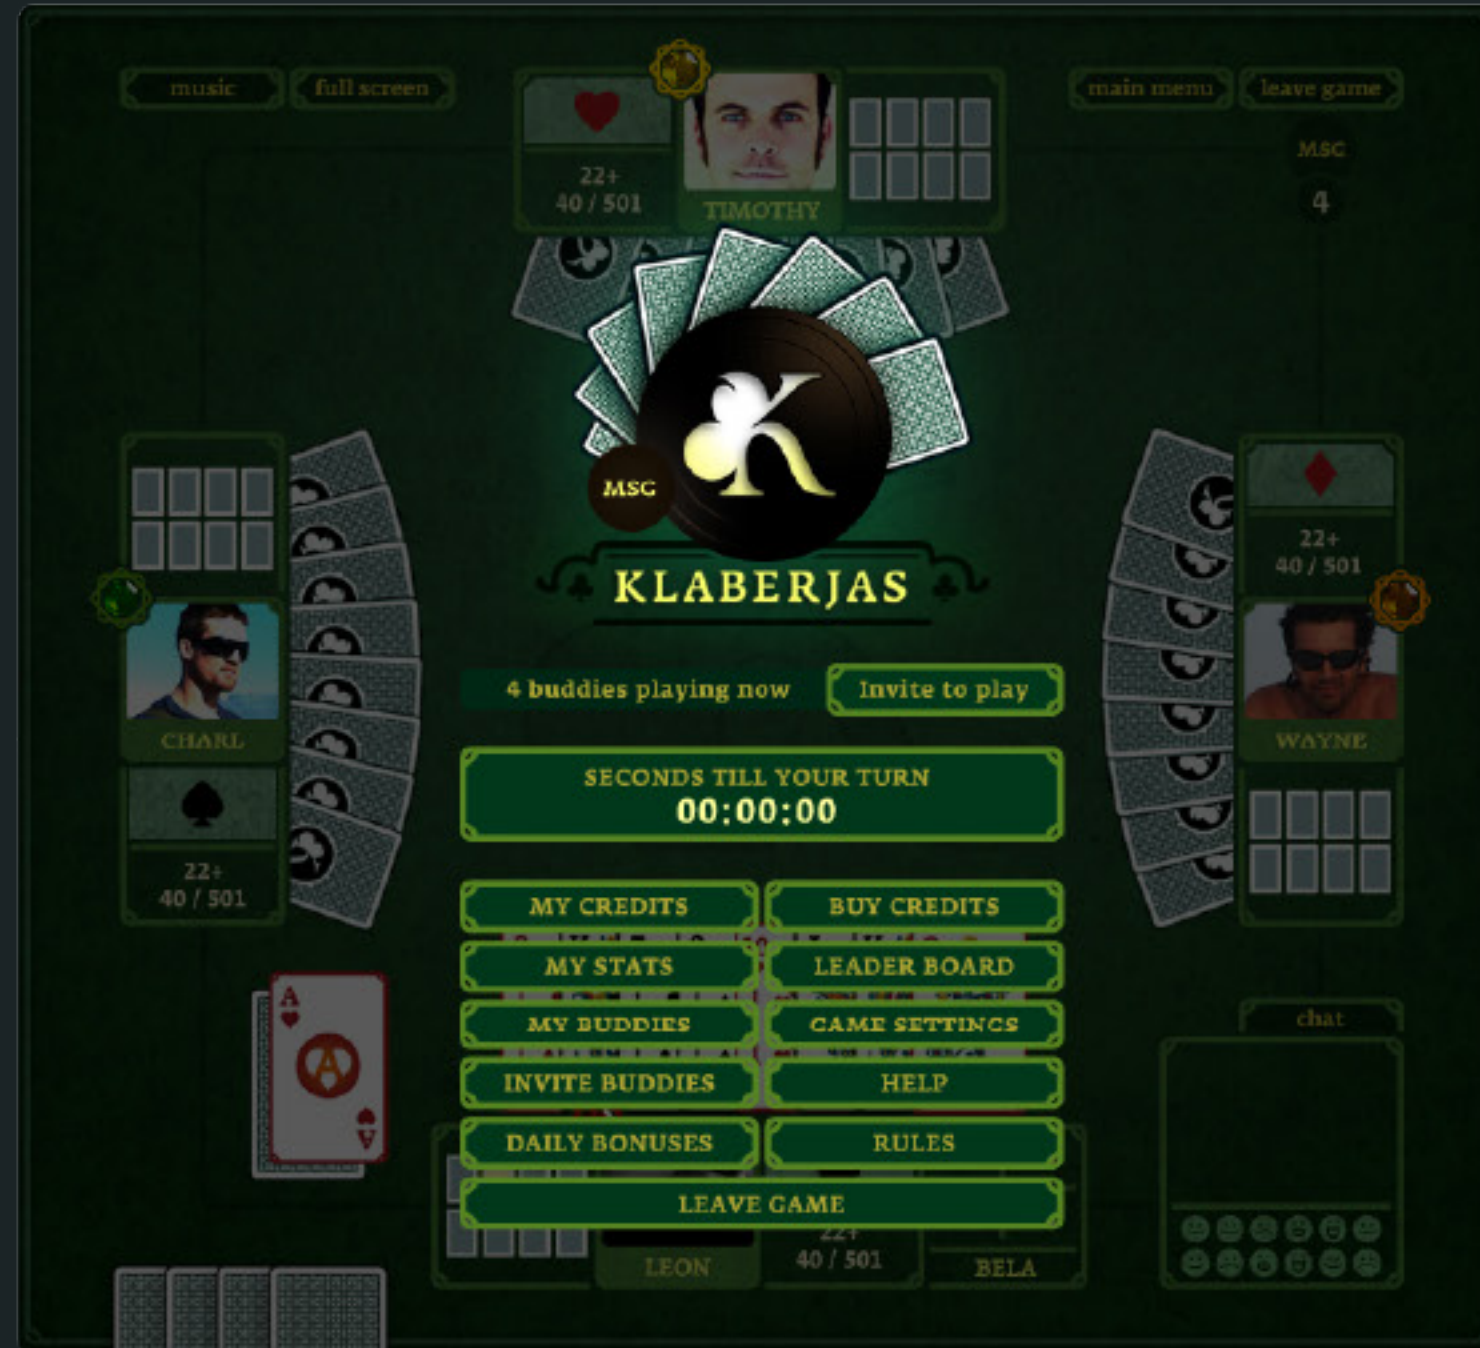 music
full screen
main menu
leave game
MSC
4
22+
40 / 501
TIMOTHY
K
MSC
KLABERJAS
4 buddies playing now
Invite to play
SECONDS TILL YOUR TURN
00:00:00
CHARL
22+
40 / 501
22+
40 / 501
WAYNE
MY CREDITS
BUY CREDITS
MY STATS
LEADER BOARD
MY BUDDIES
GAME SETTINGS
INVITE BUDDIES
HELP
DAILY BONUSES
RULES
LEAVE GAME
A
A
A
chat
LEON
22+
40 / 501
BELA